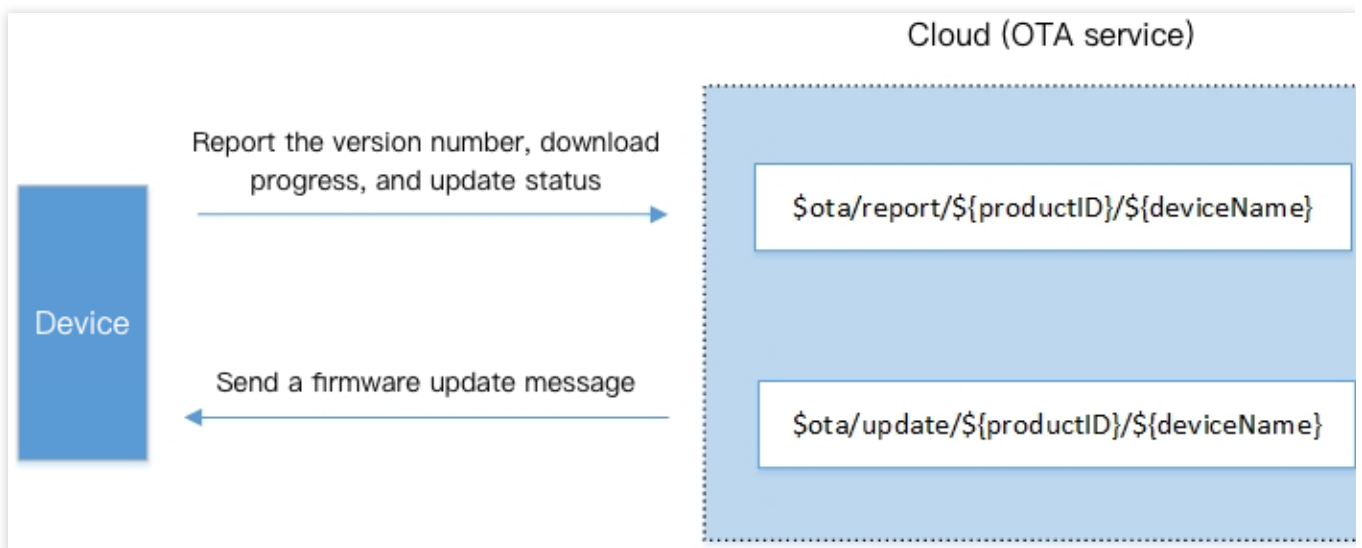 Cloud (OTA service)
Report the version number, download
progress, and update status
$ota/report/${productID}/${deviceName}
Device
Send a firmware update message
$ota/update/${productID}/${deviceName}